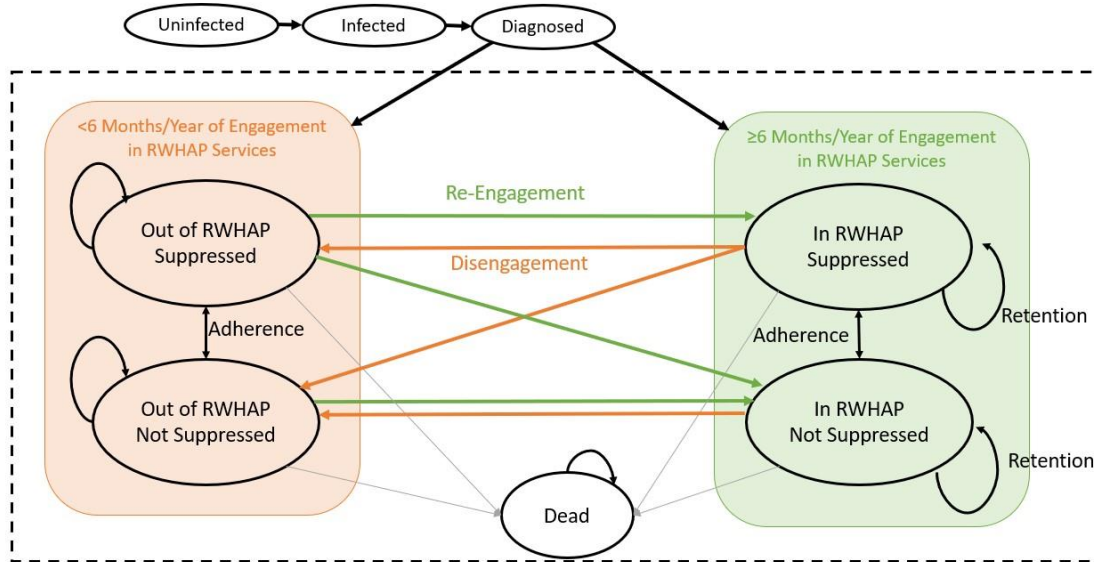 Uninfected
Infected
Diagnosed
<6 Months/Year of Engagement
in RWHAP Services
≥6 Months/Year of Engagement
in RWHAP Services
Re-Engagement
Out of RWHAP
Suppressed
In RWHAP
Suppressed
Disengagement
Retention
Adherence
Adherence
Out of RWHAP
Not Suppressed
In RWHAP
Not Suppressed
Retention
Dead